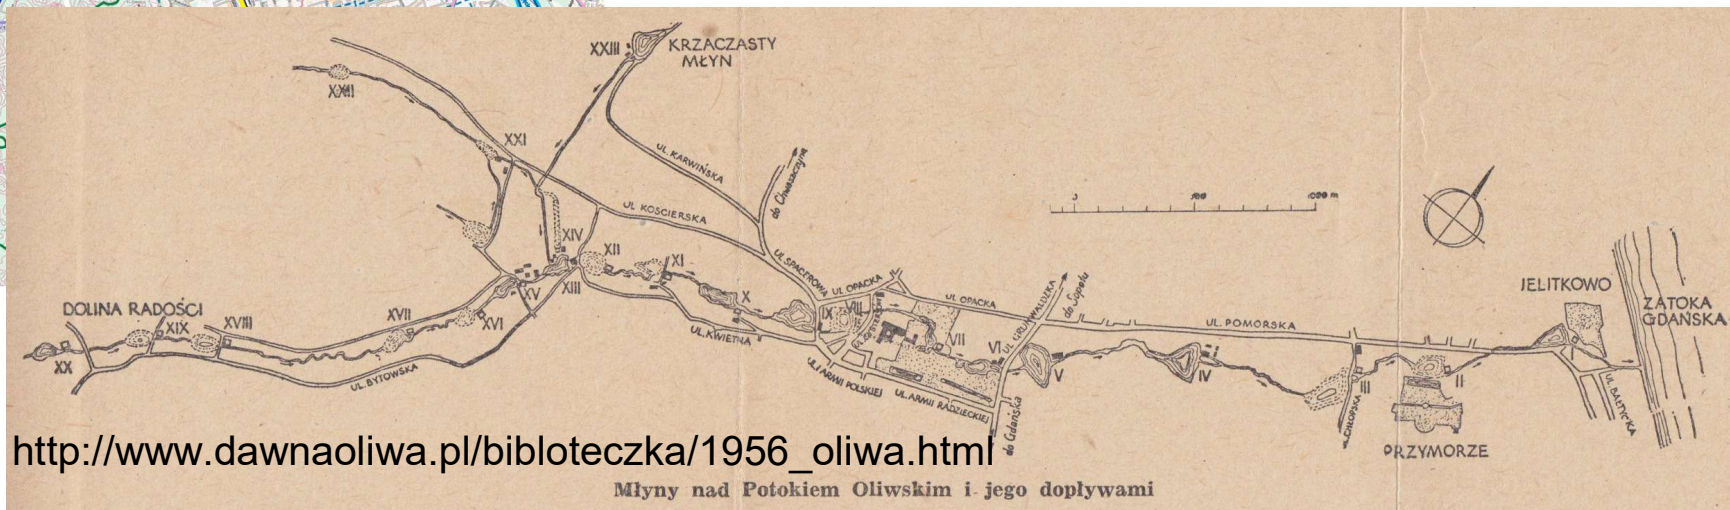 XXIII
KRZACZASTY
MŁYN
XXII
XXI
UL. KARWIŃSKA
do Chwaszczyna
UL KOSCIERSKA
XIV
XII
XI
XIII
XV
X
UL. SPACEROWA
UL OPACKA
UL OPACKA
UL. GRUNWALDZKA
do Sopotu
UL. POMORSKA
JELITKOWO
ZATOKA
GDAŃSKA
DOLINA RADOŚCI
XX
XIX
XVIII
XVII
XVI
UL. BYTOWSKA
UL. KWIETNA
IX
VIII
VII
VI
V
IV
III
II
UL. ARMII POLSKIEJ
UL. ARMII RADZIECKIEJ
do Gdańska
UL. CHŁOPSKA
UL. BAŁTYCKA
PRZYMORZE
http://www.dawnaoliwa.pl/bibloteczka/1956_oliwa.html
Młyny nad Potokiem Oliwskim i jego dopływami